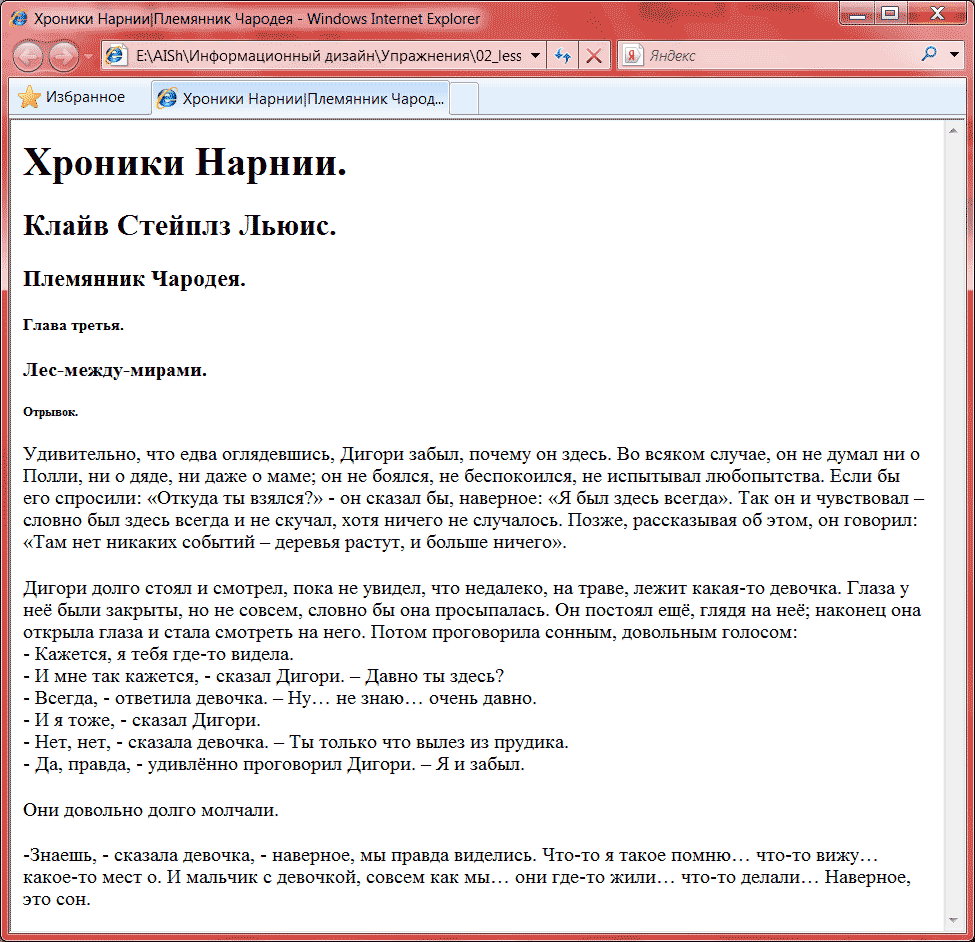 Хроники Нарнии|Племянник Чародея - Windows Internet Explorer
E:\AISh\Информационный дизайн\Упражнения\02_less
Яндекс
Избранное
Хроники Нарнии|Племянник Чарод...
Хроники Нарнии.
Клайв Стейплз Льюис.
Племянник Чародея.
Глава третья.
Лес-между-мирами.
Отрывок.
Удивительно, что едва оглядевшись, Дигори забыл, почему он здесь. Во всяком случае, он не думал ни о
Полли, ни о дяде, ни даже о маме; он не боялся, не беспокоился, не испытывал любопытства. Если бы
его спросили: «Откуда ты взялся?» - он сказал бы, наверное: «Я был здесь всегда». Так он и чувствовал –
словно был здесь всегда и не скучал, хотя ничего не случалось. Позже, рассказывая об этом, он говорил:
«Там нет никаких событий – деревья растут, и больше ничего».
Дигори долго стоял и смотрел, пока не увидел, что недалеко, на траве, лежит какая-то девочка. Глаза у
неё были закрыты, но не совсем, словно бы она просыпалась. Он постоял ещё, глядя на неё; наконец она
открыла глаза и стала смотреть на него. Потом проговорила сонным, довольным голосом:
- Кажется, я тебя где-то видела.
- И мне так кажется, - сказал Дигори. – Давно ты здесь?
- Всегда, - ответила девочка. – Ну… не знаю… очень давно.
- И я тоже, - сказал Дигори.
- Нет, нет, - сказала девочка. – Ты только что вылез из прудика.
- Да, правда, - удивлённо проговорил Дигори. – Я и забыл.
Они довольно долго молчали.
-Знаешь, - сказала девочка, - наверное, мы правда виделись. Что-то я такое помню… что-то вижу…
какое-то мест о. И мальчик с девочкой, совсем как мы… они где-то жили… что-то делали… Наверное,
это сон.